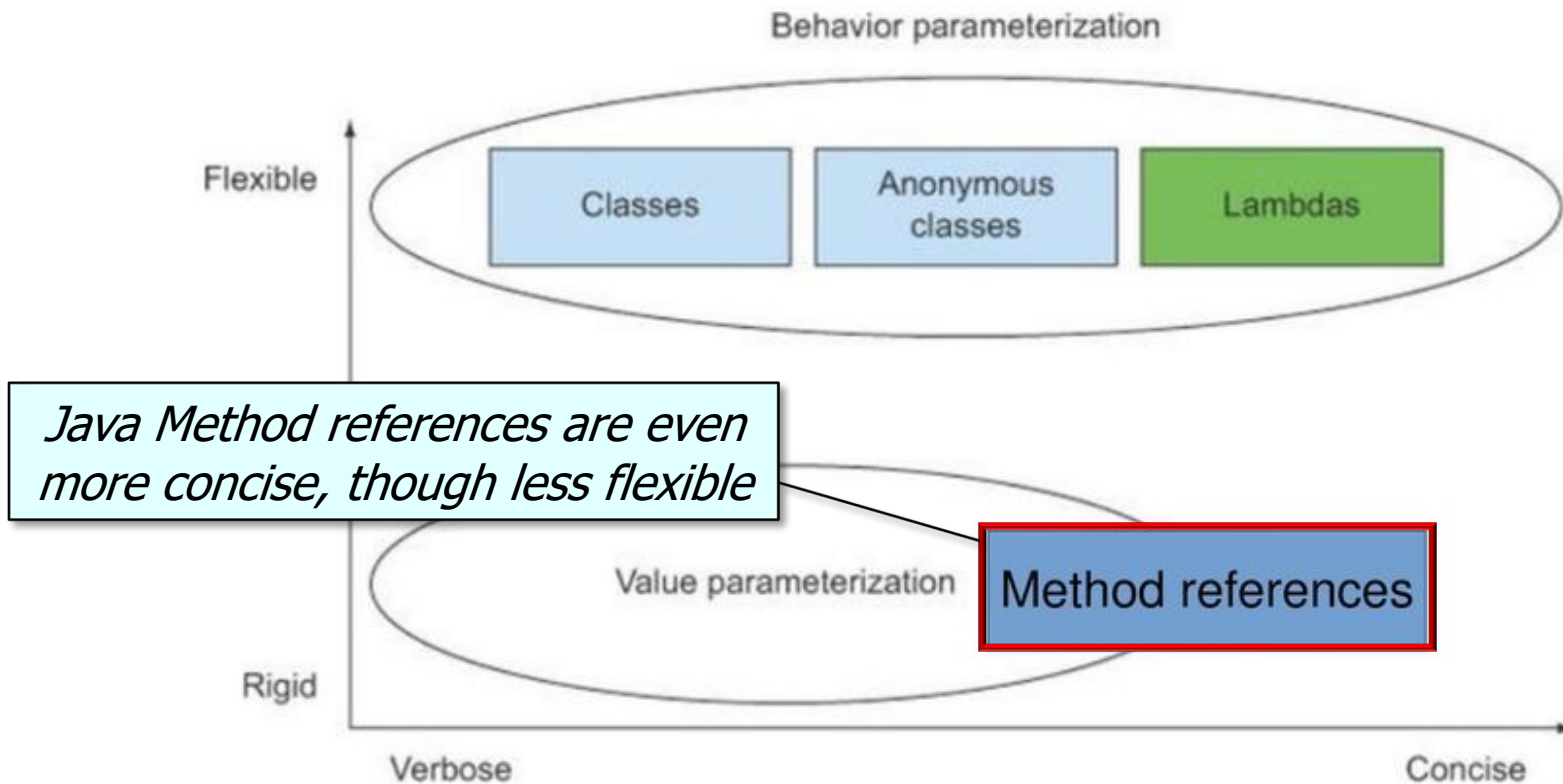 Behavior parameterization
Flexible
Classes
Anonymous
classes
Lambdas
Java Method references are even
more concise, though less flexible
Value parameterization
Method references
Rigid
Verbose
Concise